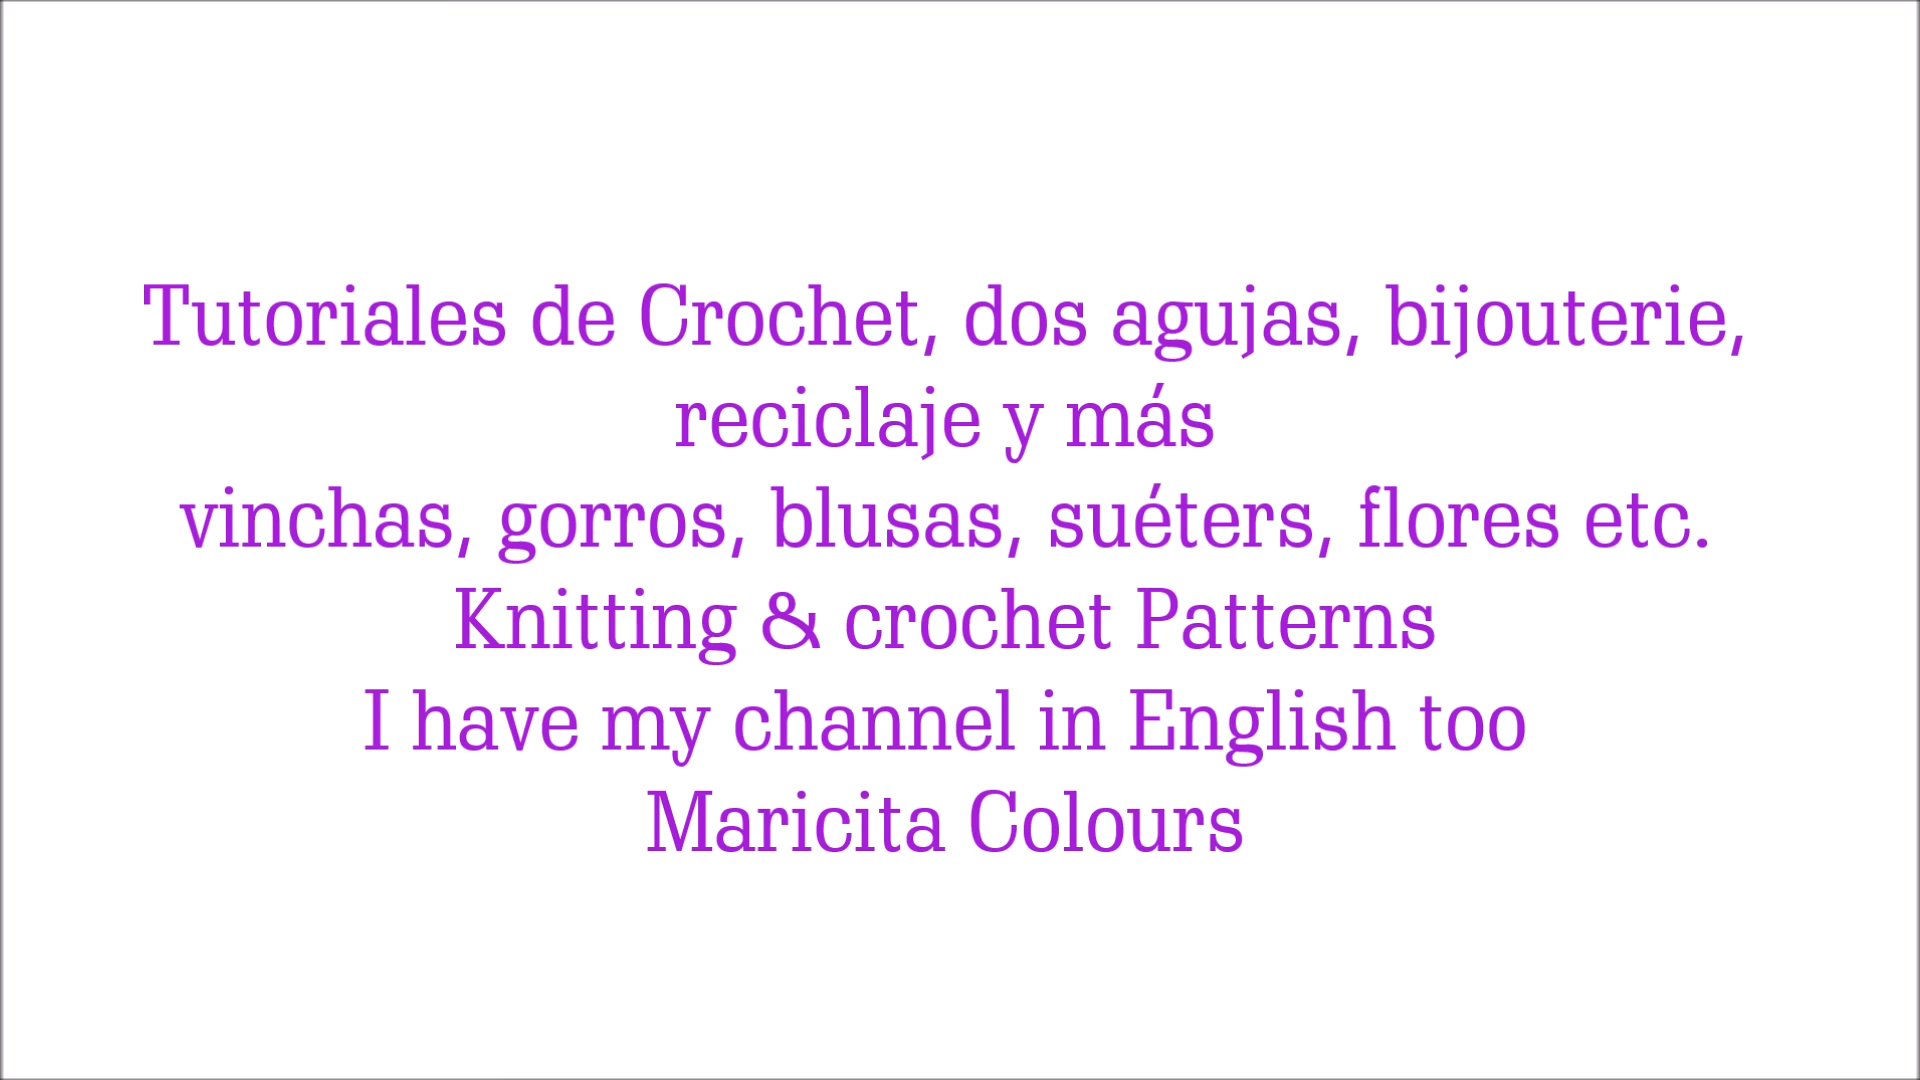 Tutoriales de Crochet, dos agujas, bijouterie,
reciclaje y más
vinchas, gorros, blusas, suéters, flores etc.
Knitting & crochet Patterns
I have my channel in English too
Maricita Colours